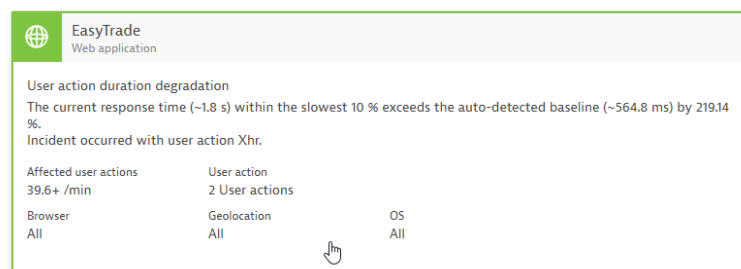 EasyTrade
Web application
User action duration degradation
The current response time (~1.8 s) within the slowest 10 % exceeds the auto-detected baseline (~564.8 ms) by 219.14
%.
Incident occurred with user action Xhr.
Affected user actions User action
39.6+ /min 2 User actions
Browser Geolocation OS
All All All